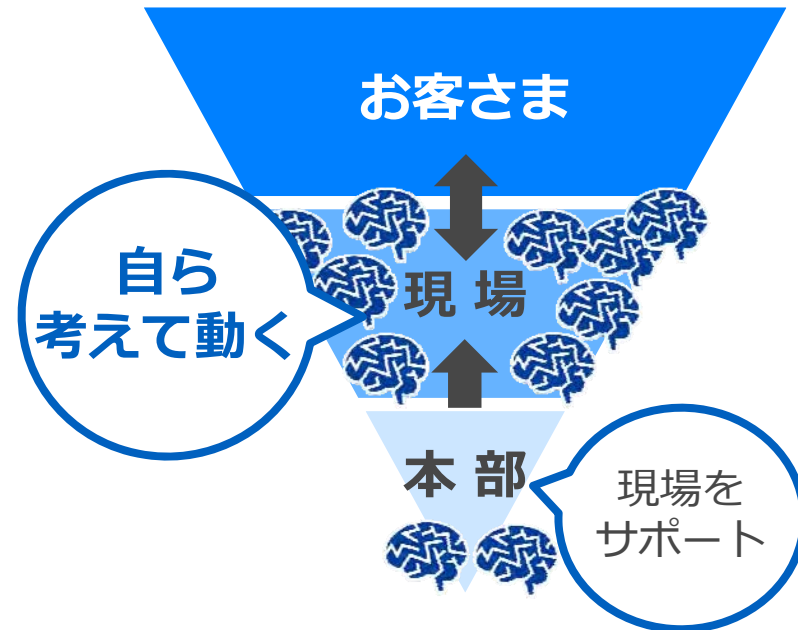 お客さま
自ら
考えて動く
現 場
本 部
現場を
サポート